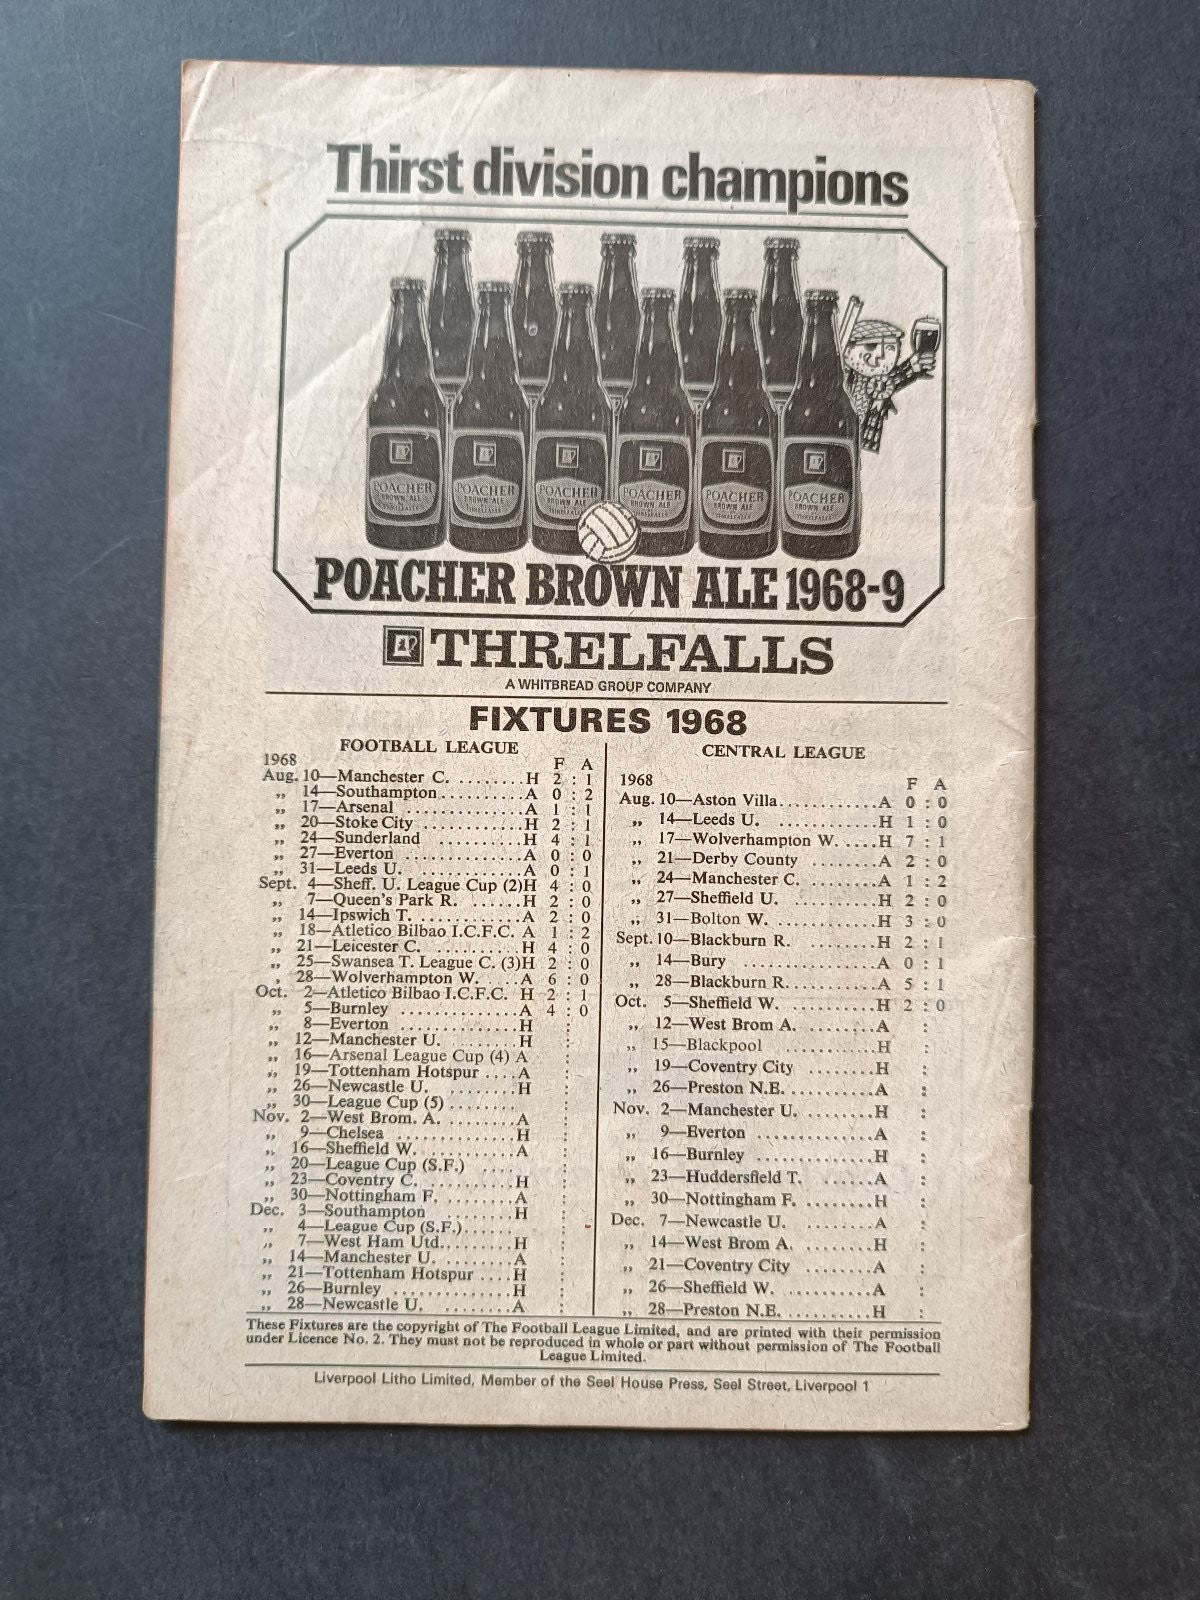 Thirst division champions
POACHER
BROWN ALE
THRELFALLS
POACHER
BROWN ALE
THRELFALLS
POACHER
BROWN ALE
POACHER
BROWN ALE
THRELFALLS
POACHER
BROWN ALE
THRELFALLS
POACHER
BROWN ALE
THRELFALLS
POACHER BROWN ALE 1968-9
THRELFALLS
A WHITBREAD GROUP COMPANY
FIXTURES 1968
FOOTBALL LEAGUE
1968 F A
Aug. 10—Manchester C. ........H 2 : 1
„ 14—Southampton..........A 0 : 2
„ 17—Arsenal ..............A 1 : 1
„ 20—Stoke City ............H 2 : 1
„ 24—Sunderland ..........H 4 : 1
„ 27—Everton ..............A 0 : 0
„ 31—Leeds U. .............A 0 : 1
Sept. 4—Sheff. U. League Cup (2)H 4 : 0
„ 7—Queen's Park R. ......H 2 : 0
„ 14—Ipswich T. ............A 2 : 0
„ 18—Atletico Bilbao I.C.F.C. A 1 : 2
„ 21—Leicester C. ..........H 4 : 0
„ 25—Swansea T. League C. (3)H 2 : 0
„ 28—Wolverhampton W. ....A 6 : 0
Oct. 2—Atletico Bilbao I.C.F.C. H 2 : 1
„ 5—Burnley ..............A 4 : 0
„ 8—Everton ..............H :
„ 12—Manchester U. ........H :
„ 16—Arsenal League Cup (4) A :
„ 19—Tottenham Hotspur ....A :
„ 26—Newcastle U. ..........H :
„ 30—League Cup (5) ........ :
Nov. 2—West Brom. A. ........A :
„ 9—Chelsea ..............H :
„ 16—Sheffield W. ...........A :
„ 20—League Cup (S.F.) .... :
„ 23—Coventry C. ..........H :
„ 30—Nottingham F. ........A :
Dec. 3—Southampton ........H :
„ 4—League Cup (S.F.)...... :
„ 7—West Ham Utd.........H :
„ 14—Manchester U. ........A :
„ 21—Tottenham Hotspur ....H :
„ 26—Burnley ..............H :
„ 28—Newcastle U. ........A :
CENTRAL LEAGUE
1968 F A
Aug. 10—Aston Villa............A 0 : 0
„ 14—Leeds U. ............H 1 : 0
„ 17—Wolverhampton W. ....H 7 : 1
„ 21—Derby County ........A 2 : 0
„ 24—Manchester C. ........A 1 : 2
„ 27—Sheffield U. ..........H 2 : 0
„ 31—Bolton W. ............H 3 : 0
Sept. 10—Blackburn R. ........H 2 : 1
„ 14—Bury ................A 0 : 1
„ 28—Blackburn R. ..........A 5 : 1
Oct. 5—Sheffield W. ..........H 2 : 0
„ 12—West Brom A. ........A :
„ 15—Blackpool ............H :
„ 19—Coventry City ........H :
„ 26—Preston N.E. ..........A :
Nov. 2—Manchester U. ........H :
„ 9—Everton ..............A :
„ 16—Burnley ..............H :
„ 23—Huddersfield T. ......A :
„ 30—Nottingham F. ........H :
Dec. 7—Newcastle U. ........A :
„ 14—West Brom A. ........H :
„ 21—Coventry City ........A :
„ 26—Sheffield W. ..........A :
„ 28—Preston N.E. ..........H :
These Fixtures are the copyright of The Football League Limited, and are printed with their permission
under Licence No. 2. They must not be reproduced in whole or part without permission of The Football
League Limited.
Liverpool Litho Limited, Member of the Seel House Press, Seel Street, Liverpool 1